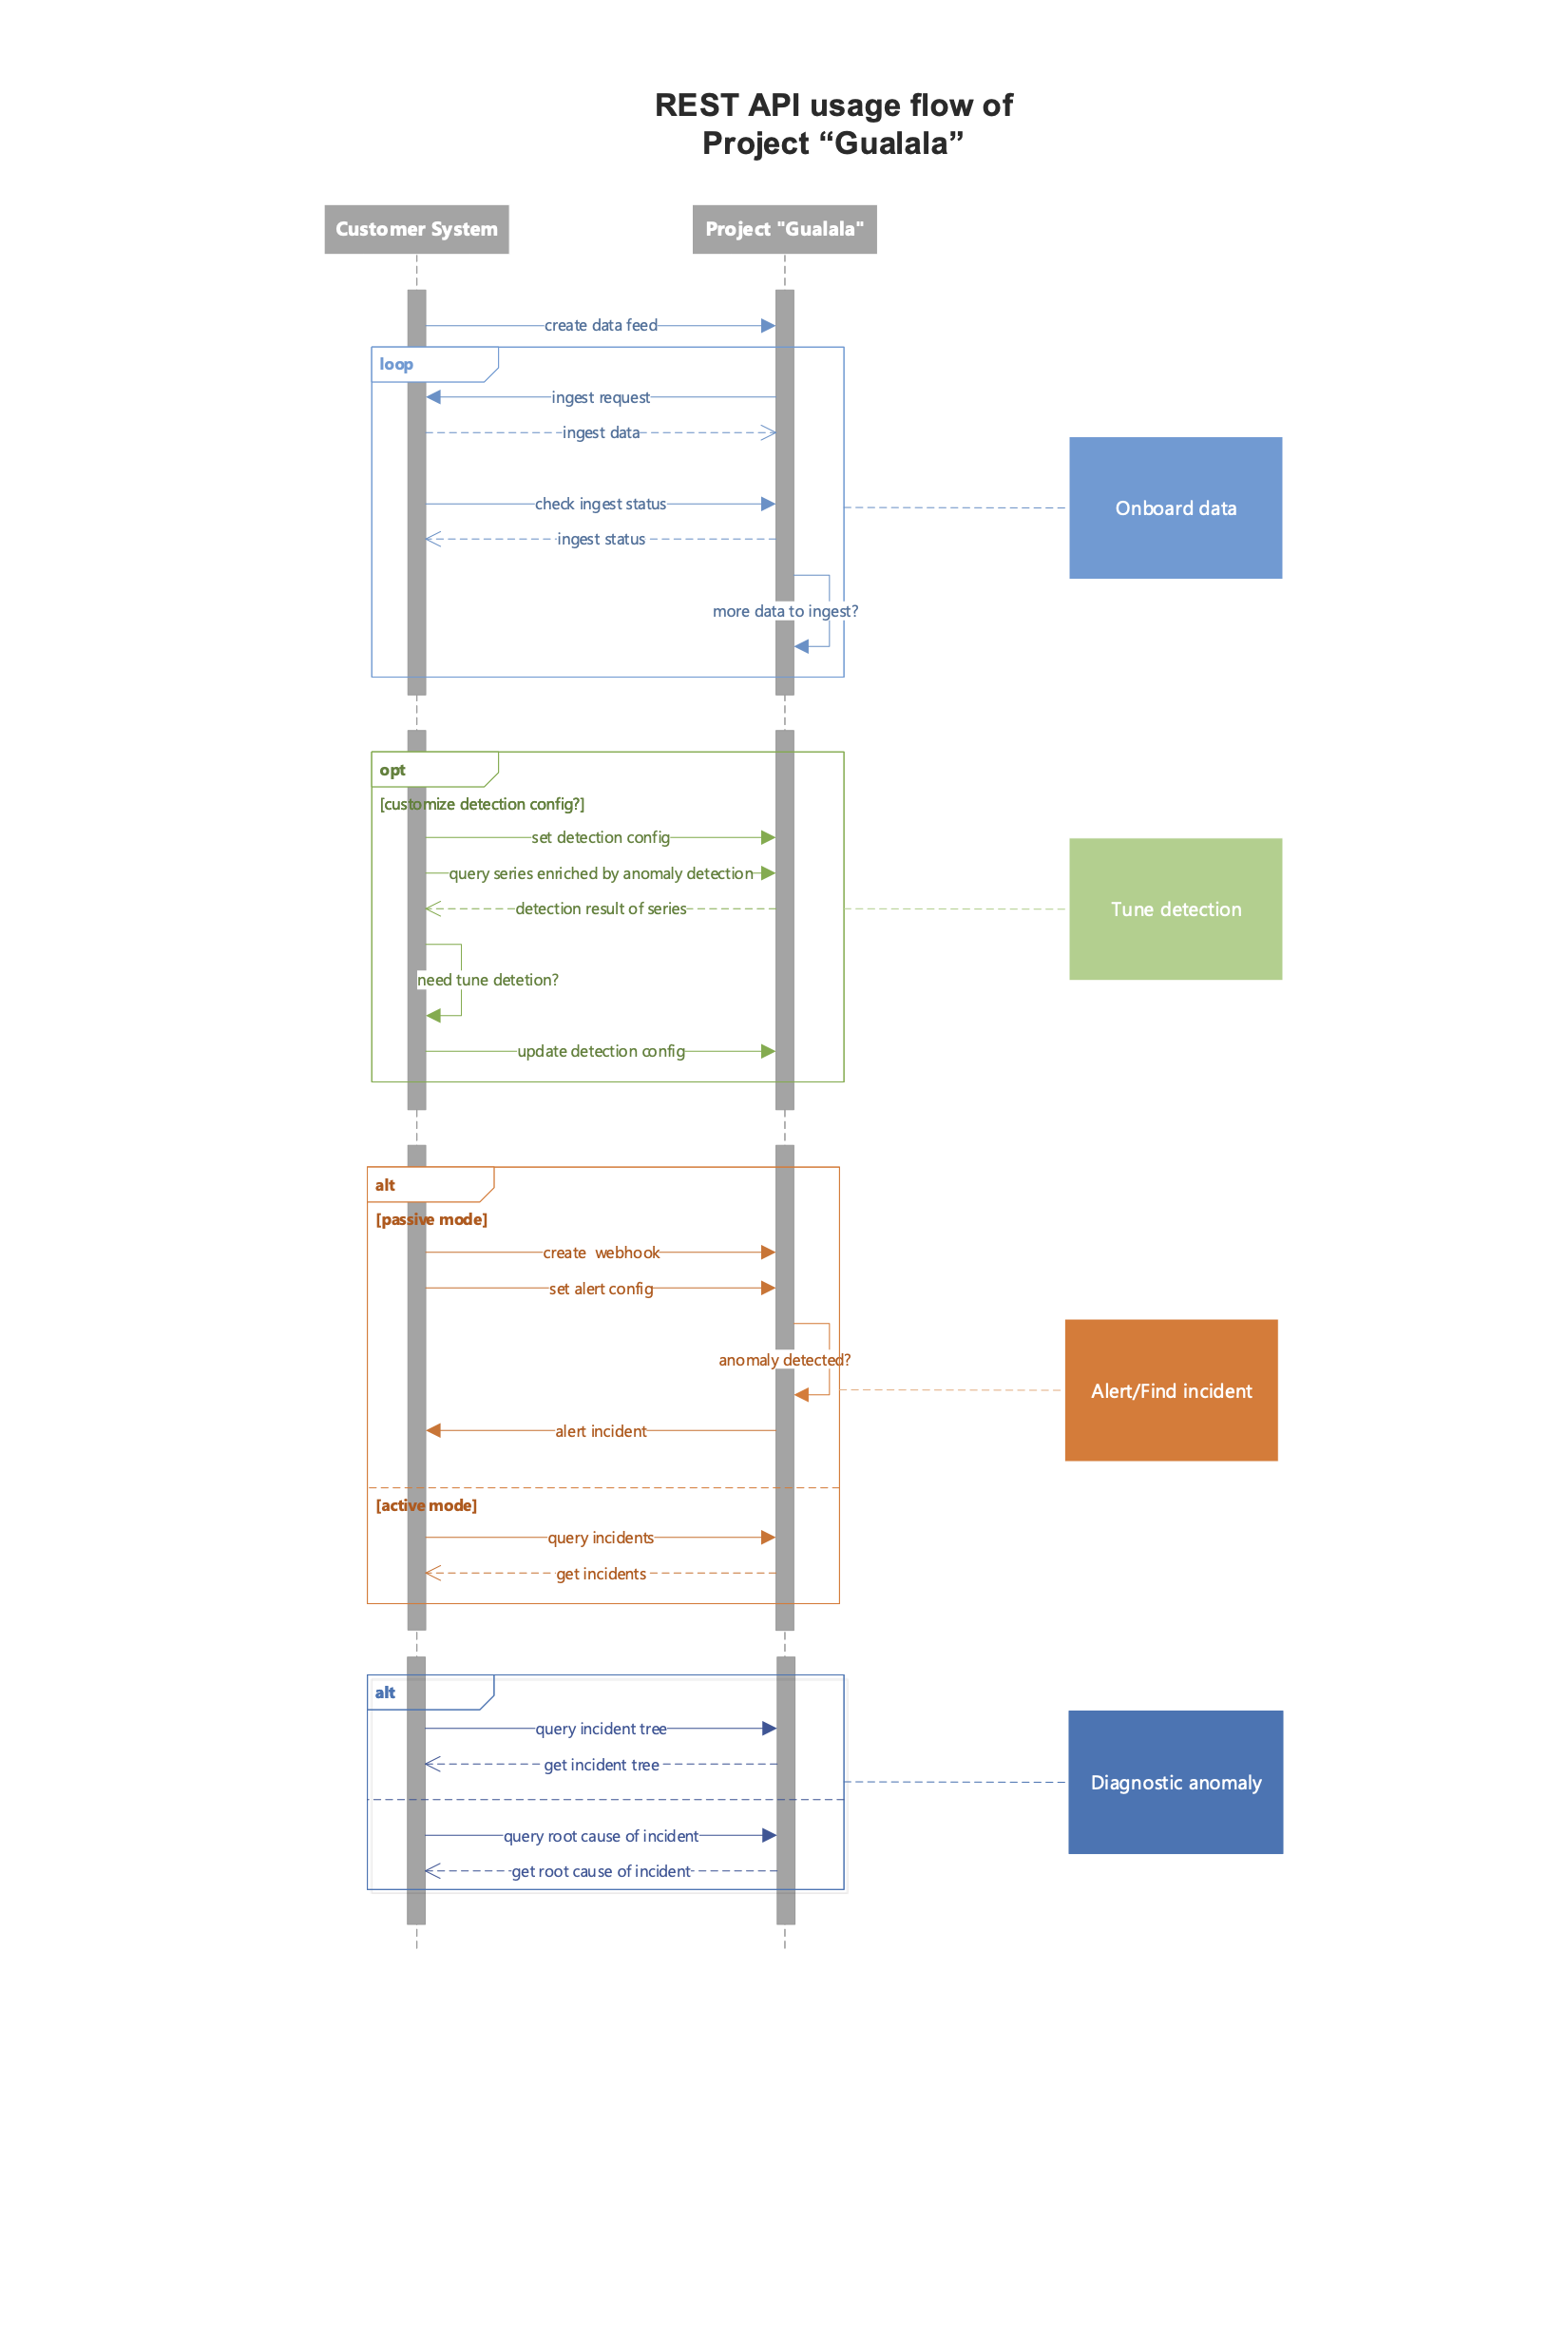 REST API usage flow of
Project “Gualala”
Customer System
Project "Gualala"
create data feed
loop
ingest request
ingest data
check ingest status
Onboard data
ingest status
more data to ingest?
opt
[customize detection config?]
set detection config
query series enriched by anomaly detection
detection result of series
Tune detection
need tune detetion?
update detection config
alt
[passive mode]
create  webhook
set alert config
anomaly detected?
Alert/Find incident
alert incident
[active mode]
query incidents
get incidents
alt
query incident tree
get incident tree
Diagnostic anomaly
query root cause of incident
get root cause of incident